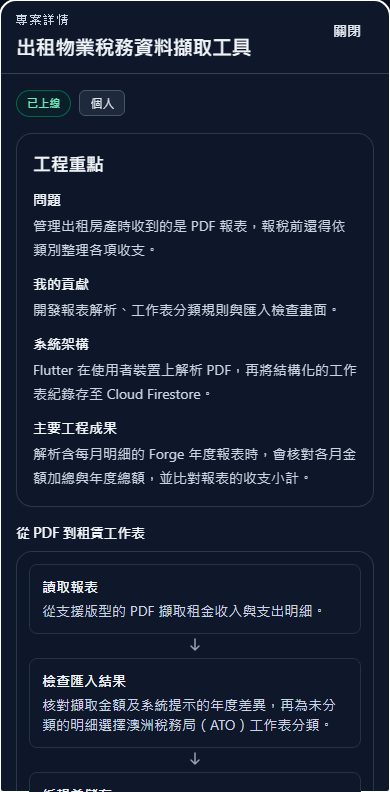 專案詳情
出租物業稅務資料擷取工具
關閉
已上線
個人
工程重點
問題
管理出租房產時收到的是 PDF 報表，報稅前還得依
類別整理各項收支。
我的貢獻
開發報表解析、工作表分類規則與匯入檢查畫面。
系統架構
Flutter 在使用者裝置上解析 PDF，再將結構化的工作
表紀錄存至 Cloud Firestore。
主要工程成果
解析含每月明細的 Forge 年度報表時，會核對各月金
額加總與年度總額，並比對報表的收支小計。
從 PDF 到租賃工作表
讀取報表
從支援版型的 PDF 擷取租金收入與支出明細。
↓
檢查匯入結果
核對擷取金額及系統提示的年度差異，再為未分
類的明細選擇澳洲稅務局（ATO）工作表分類。
↓